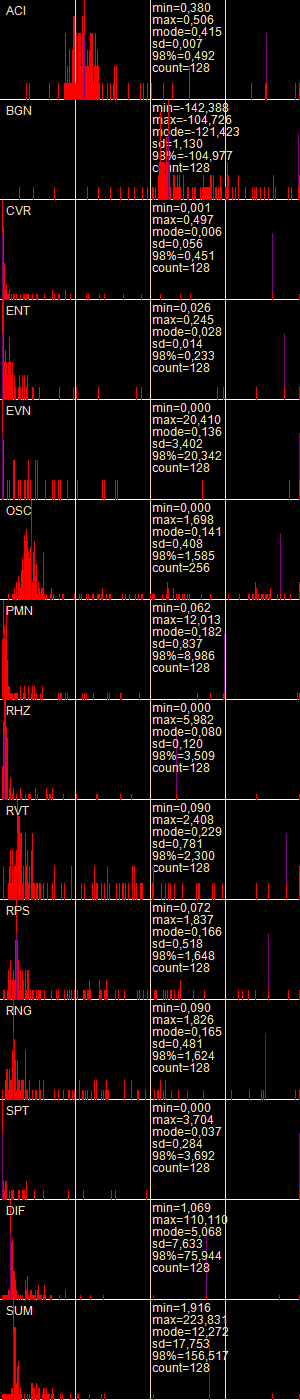 ACI
min=0,380
max=0,506
mode=0,415
sd=0,007
98%=0,492
count=128
BGN
min=-142,388
max=-104,726
mode=-121,423
sd=1,130
98%=-104,977
count=128
CVR
min=0,001
max=0,497
mode=0,006
sd=0,056
98%=0,451
count=128
ENT
min=0,026
max=0,245
mode=0,028
sd=0,014
98%=0,233
count=128
EVN
min=0,000
max=20,410
mode=0,136
sd=3,402
98%=20,342
count=128
OSC
min=0,000
max=1,698
mode=0,141
sd=0,408
98%=1,585
count=256
PMN
min=0,062
max=12,013
mode=0,182
sd=0,837
98%=8,986
count=128
RHZ
min=0,000
max=5,982
mode=0,080
sd=0,120
98%=3,509
count=128
RVT
min=0,090
max=2,408
mode=0,229
sd=0,781
98%=2,300
count=128
RPS
min=0,072
max=1,837
mode=0,166
sd=0,518
98%=1,648
count=128
RNG
min=0,090
max=1,826
mode=0,165
sd=0,481
98%=1,624
count=128
SPT
min=0,000
max=3,704
mode=0,037
sd=0,284
98%=3,692
count=128
DIF
min=1,069
max=110,110
mode=5,068
sd=7,633
98%=75,944
count=128
SUM
min=1,916
max=223,831
mode=12,272
sd=17,753
98%=156,517
count=128